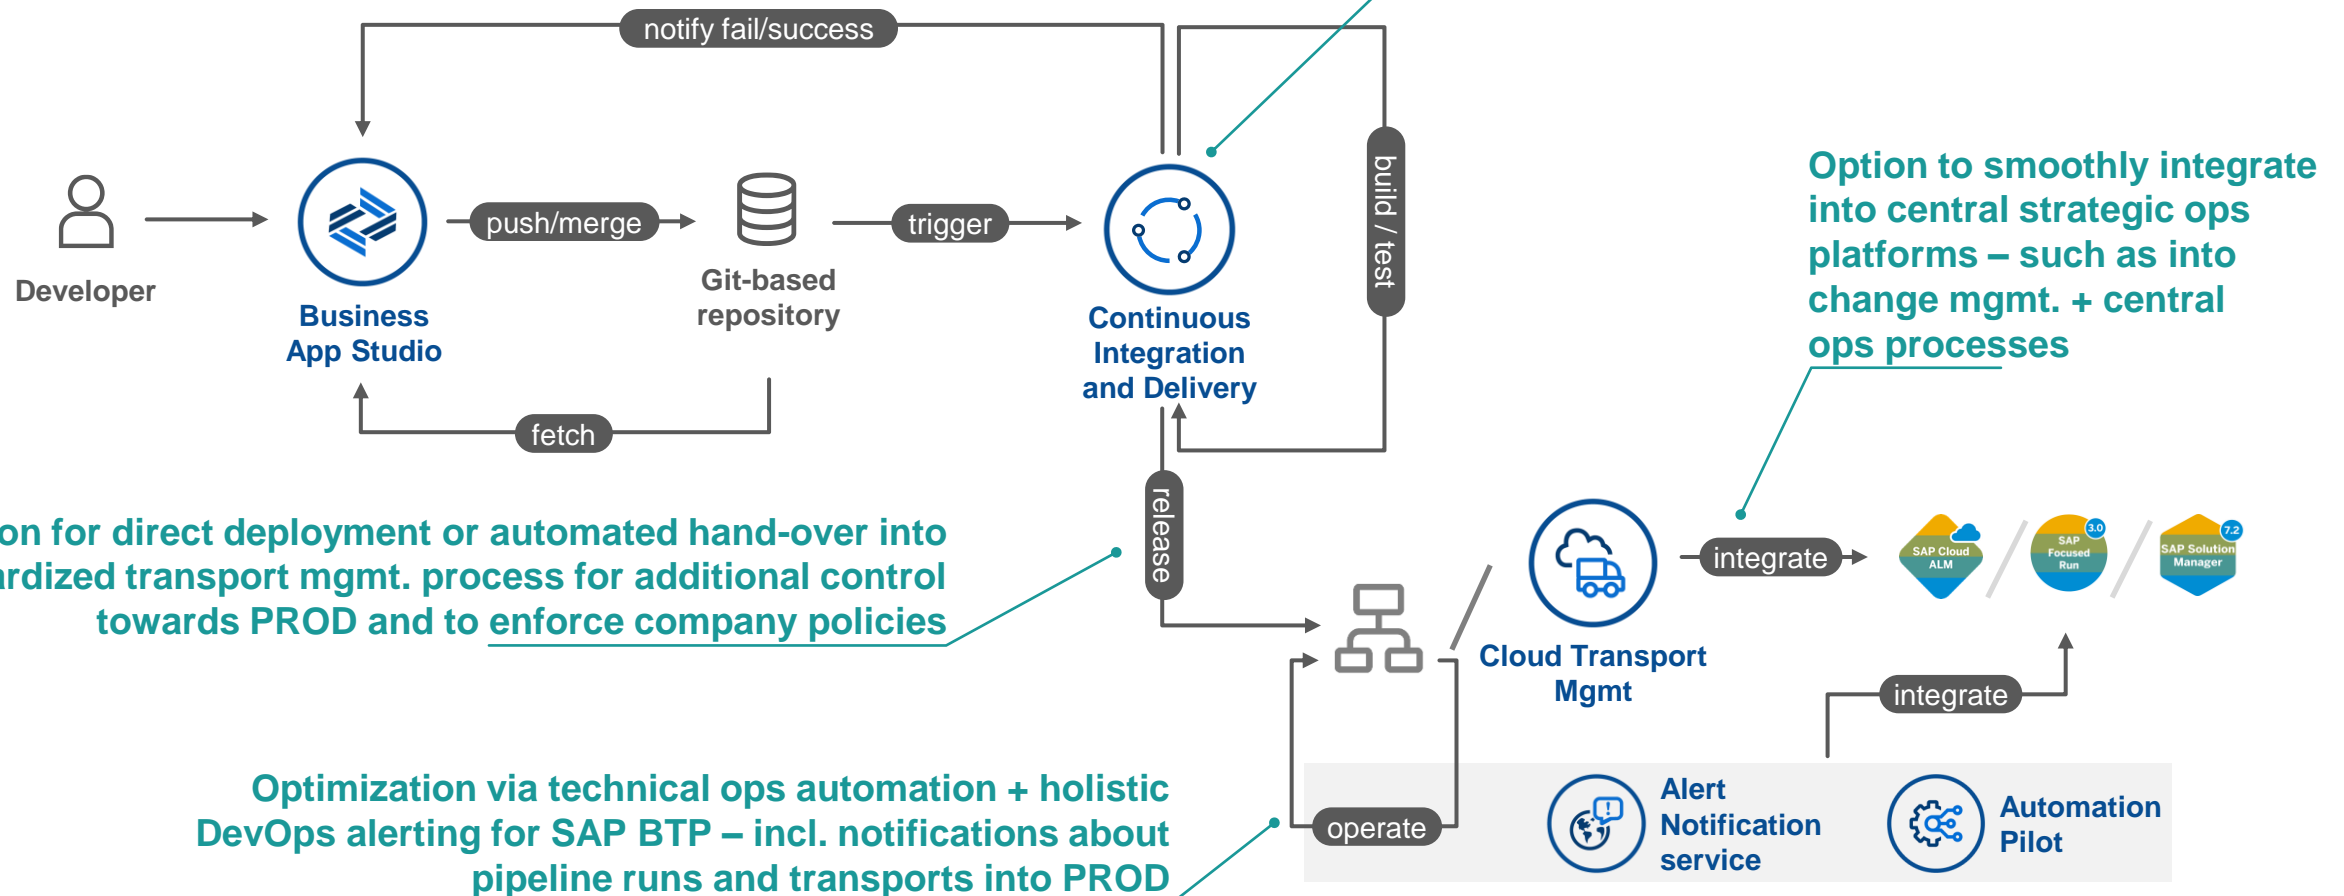 notify fail/success
build / test
Developer
Business
App Studio
push/merge
Git-based
repository
trigger
Continuous
Integration
and Delivery
fetch
release
Option to smoothly integrate
into central strategic ops
platforms – such as into
change mgmt. + central
ops processes
on for direct deployment or automated hand-over into
ardized transport mgmt. process for additional control
towards PROD and to enforce company policies
Cloud Transport
Mgmt
integrate
SAP Cloud
ALM
3.0
SAP
Focused
Run
7.2
SAP Solution
Manager
integrate
Optimization via technical ops automation + holistic
DevOps alerting for SAP BTP – incl. notifications about
pipeline runs and transports into PROD
operate
Alert
Notification
service
Automation
Pilot